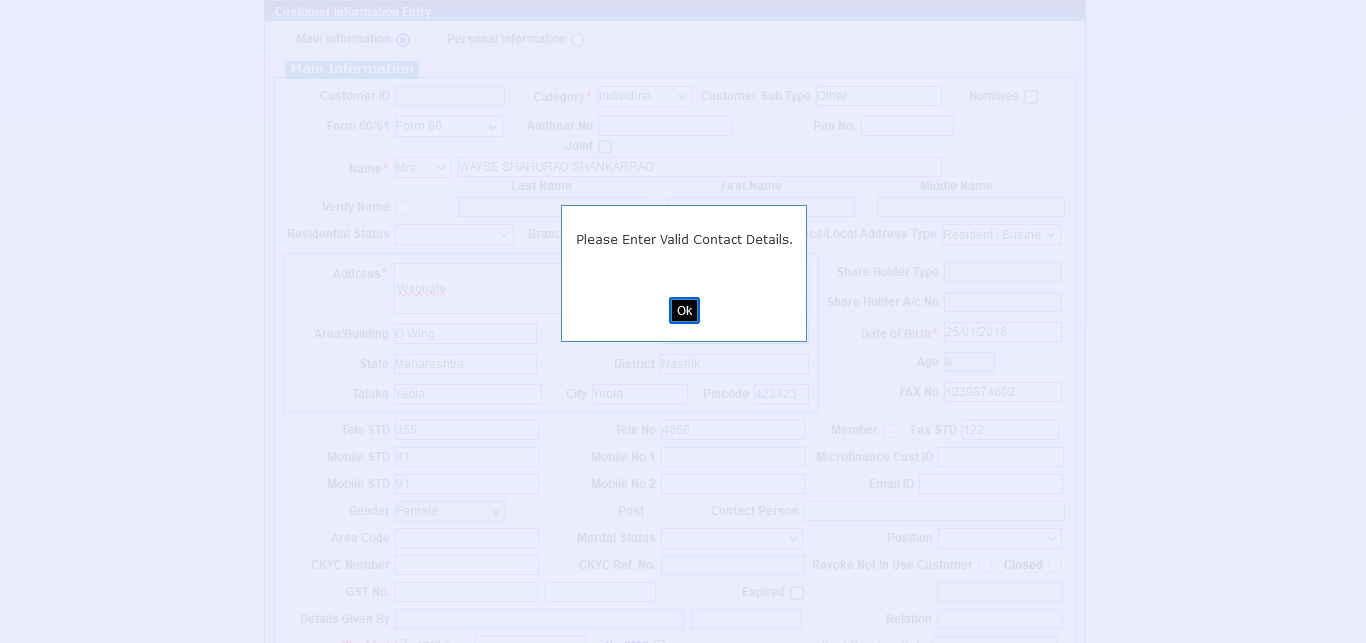 Customer Information Entry
Main Information Personal Information
Main Information
Customer ID Category* Individual Customer Sub Type Other Nominee
Form 60/61 Form 60 Aadhaar No Pan No.
Joint
Name* Mrs. WAYSE SHAHURAO SHANKARRAO
Last Name First Name Middle Name
Verify Name
Residential Status ce/Local Address Type Resident / Busine
Please Enter Valid Contact Details.
Ok
Address* Waghale Share Holder Type
Share Holder A/c No
Area/Building D Wing Date of Birth* 25/01/2016
State Maharashtra District Nashik Age 8
Taluka Yeola City Yeola Pincode 423423 FAX No 1239874602
Tele STD 355 Tele No 4668 Member Fax STD 122
Mobile STD 91 Mobile No 1 Microfinance Cust ID
Mobile STD 91 Mobile No 2 Email ID
Gender Female Post Contact Person
Area Code Marital Status Position
CKYC Number CKYC Ref. No. Revoke Not In Use Customer Closed
GST No. Expired
Details Given By Relation